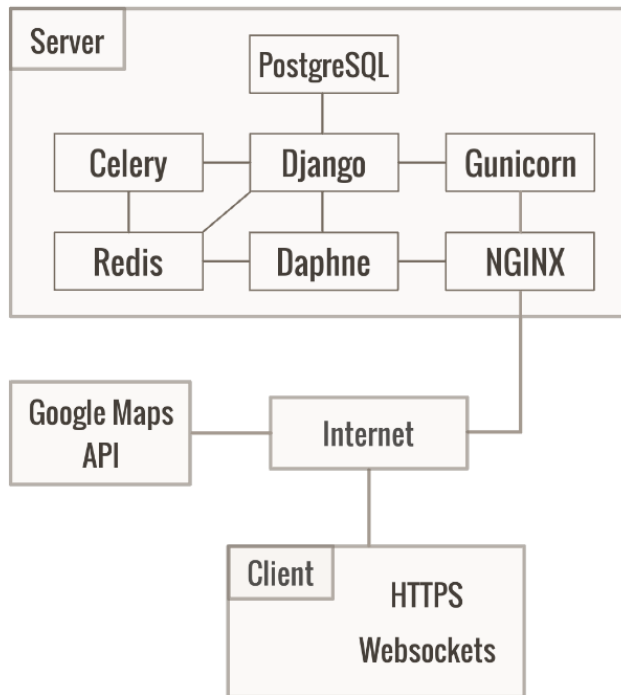 Server
PostgreSQL
Celery
Django
Gunicorn
Redis
Daphne
NGINX
Google Maps
API
Internet
Client
HTTPS
Websockets